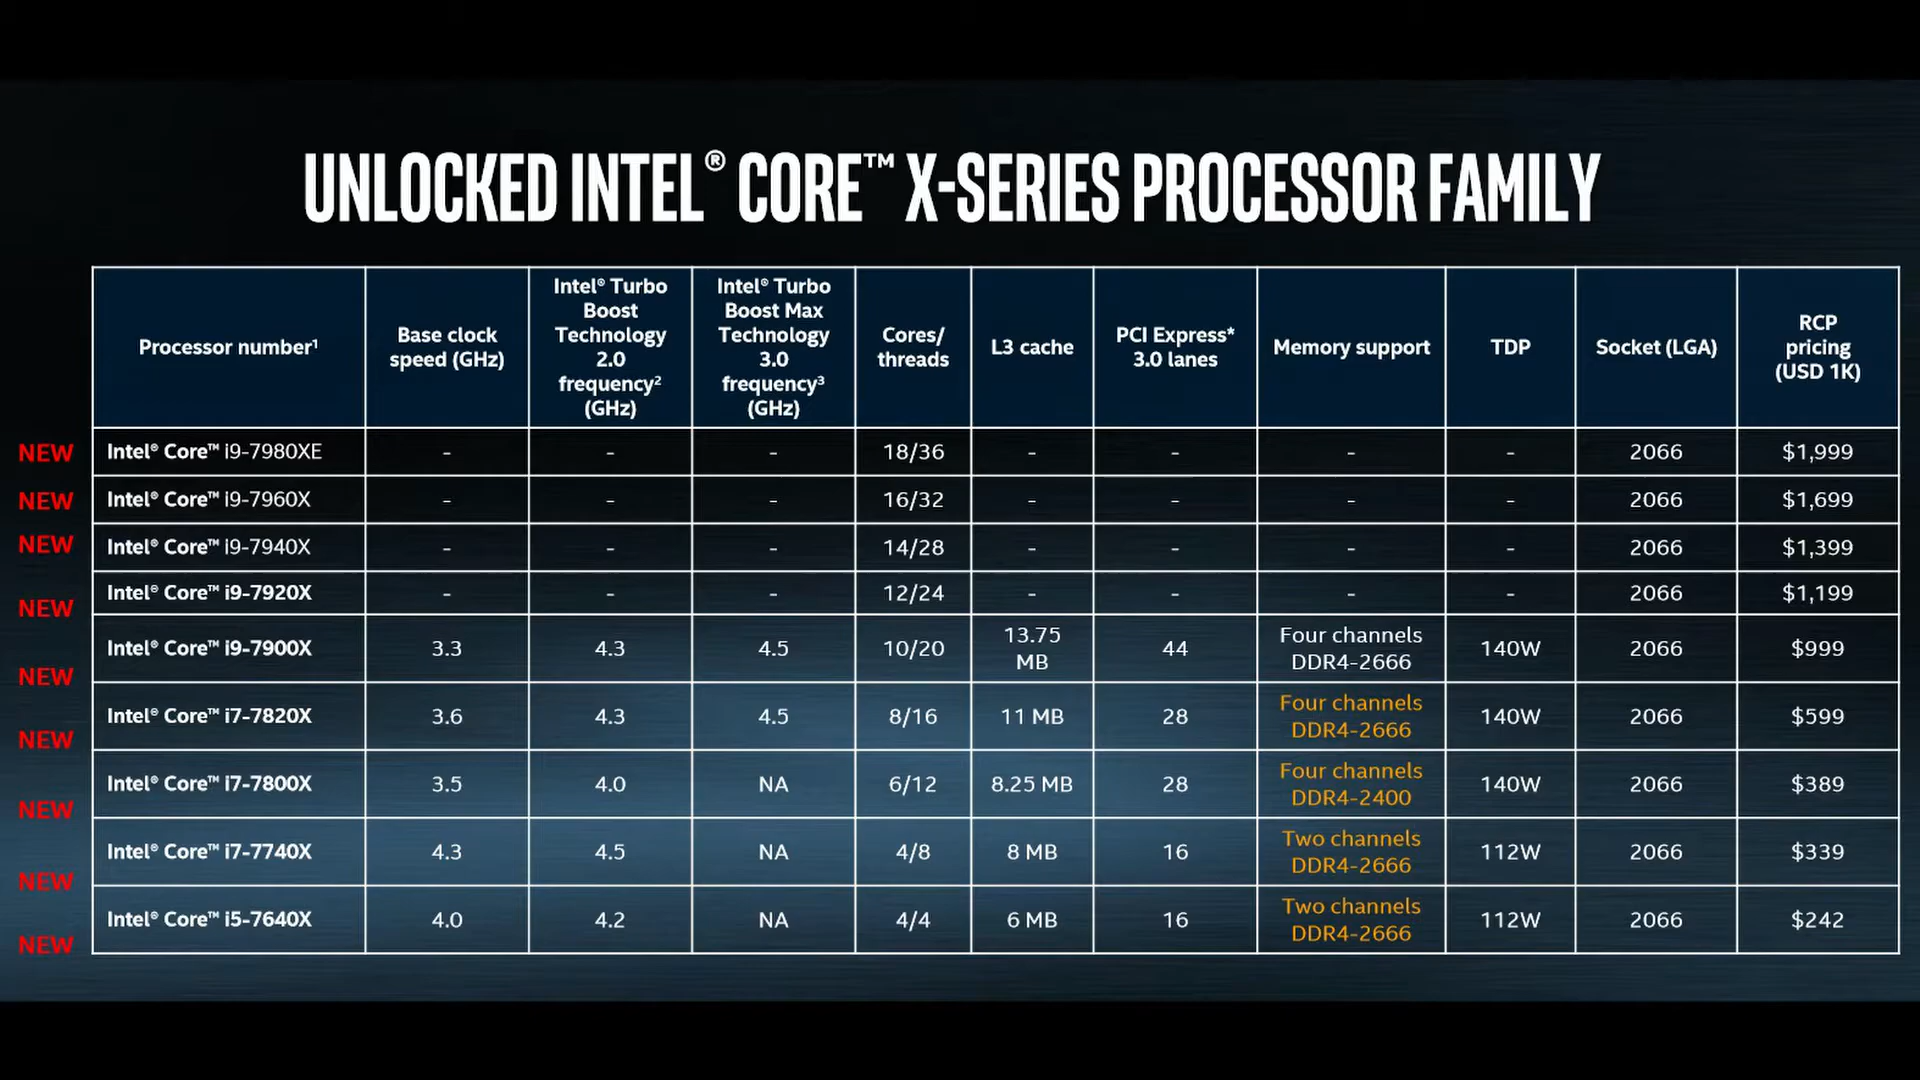 UNLOCKED INTEL® CORE™ X-SERIES PROCESSOR FAMILY
Processor number¹ Base clock speed (GHz) Intel® Turbo Boost Technology 2.0 frequency² (GHz) Intel® Turbo Boost Max Technology 3.0 frequency³ (GHz) Cores/ threads L3 cache PCI Express* 3.0 lanes Memory support TDP Socket (LGA) RCP pricing (USD 1K)
NEW Intel® Core™ i9-7980XE - - - 18/36 - - - - 2066 $1,999
NEW Intel® Core™ i9-7960X - - - 16/32 - - - - 2066 $1,699
NEW Intel® Core™ i9-7940X - - - 14/28 - - - - 2066 $1,399
NEW Intel® Core™ i9-7920X - - - 12/24 - - - - 2066 $1,199
NEW Intel® Core™ i9-7900X 3.3 4.3 4.5 10/20 13.75 MB 44 Four channels DDR4-2666 140W 2066 $999
NEW Intel® Core™ i7-7820X 3.6 4.3 4.5 8/16 11 MB 28 Four channels DDR4-2666 140W 2066 $599
NEW Intel® Core™ i7-7800X 3.5 4.0 NA 6/12 8.25 MB 28 Four channels DDR4-2400 140W 2066 $389
NEW Intel® Core™ i7-7740X 4.3 4.5 NA 4/8 8 MB 16 Two channels DDR4-2666 112W 2066 $339
NEW Intel® Core™ i5-7640X 4.0 4.2 NA 4/4 6 MB 16 Two channels DDR4-2666 112W 2066 $242